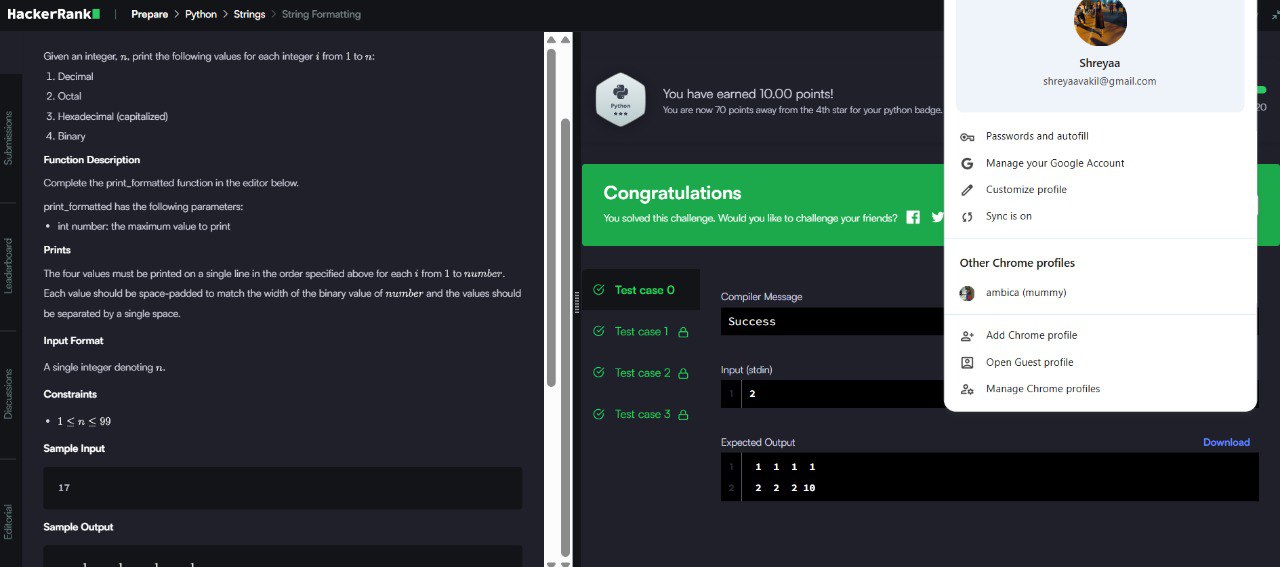 HackerRank | Prepare > Python > Strings > String Formatting
Submissions
Leaderboard
Discussions
Editorial
Given an integer, n, print the following values for each integer i from 1 to n:
1. Decimal
2. Octal
3. Hexadecimal (capitalized)
4. Binary
Function Description
Complete the print_formatted function in the editor below.
print_formatted has the following parameters:
• int number: the maximum value to print
Prints
The four values must be printed on a single line in the order specified above for each i from 1 to number.
Each value should be space-padded to match the width of the binary value of number and the values should
be separated by a single space.
Input Format
A single integer denoting n.
Constraints
• 1 ≤ n ≤ 99
Sample Input
17
Sample Output
Python
You have earned 10.00 points!
You are now 70 points away from the 4th star for your python badge.
20
Congratulations
You solved this challenge. Would you like to challenge your friends?
Test case 0
Test case 1
Test case 2
Test case 3
Compiler Message
Success
Input (stdin)
1 2
Expected Output
Download
1 1 1 1 1
2 2 2 2 10
Shreyaa
shreyaavakil@gmail.com
Passwords and autofill
Manage your Google Account
Customize profile
Sync is on
Other Chrome profiles
ambica (mummy)
Add Chrome profile
Open Guest profile
Manage Chrome profiles